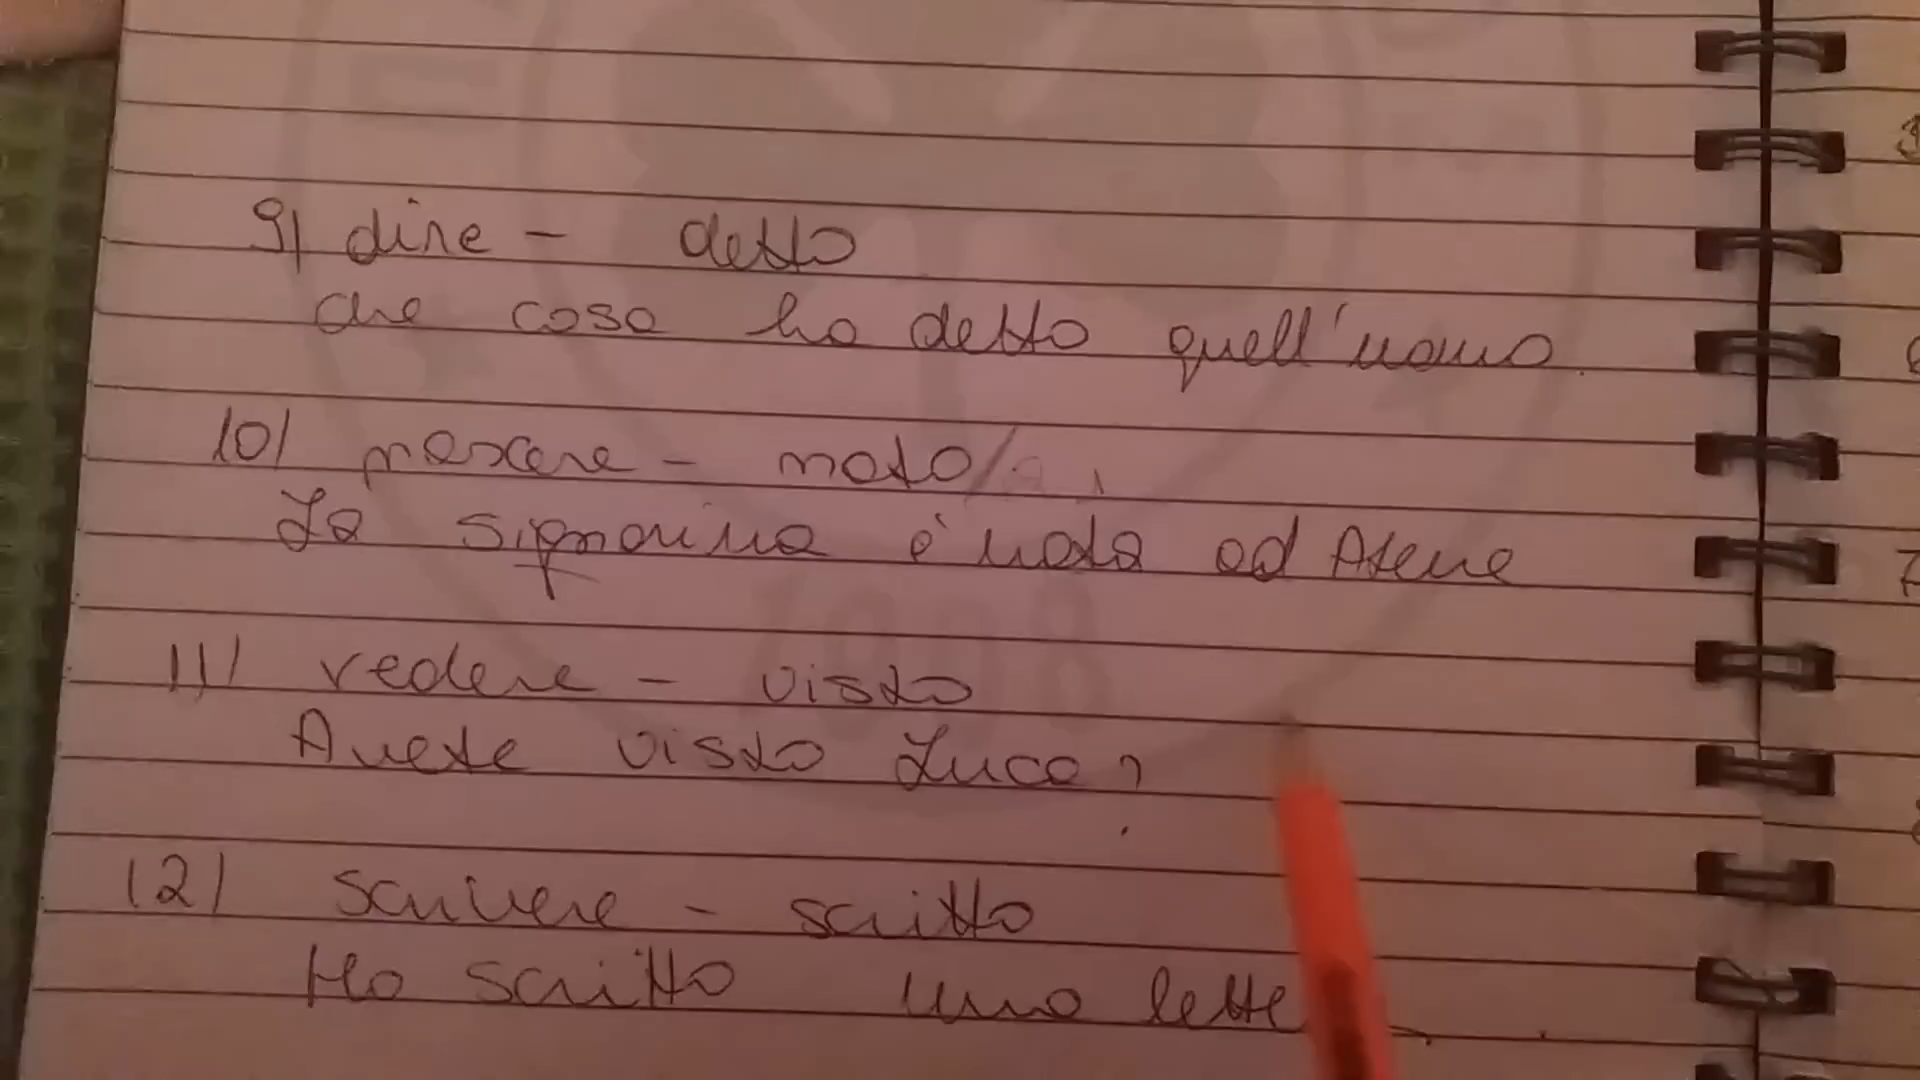 9) dire - detto
che cosa ha detto quell'uomo.
10) nascere - nato/a
La signorina è nata ad Atene
11) vedere - visto
Avete visto Luca?
12) scrivere - scritto
Ho scritto una lette
1908